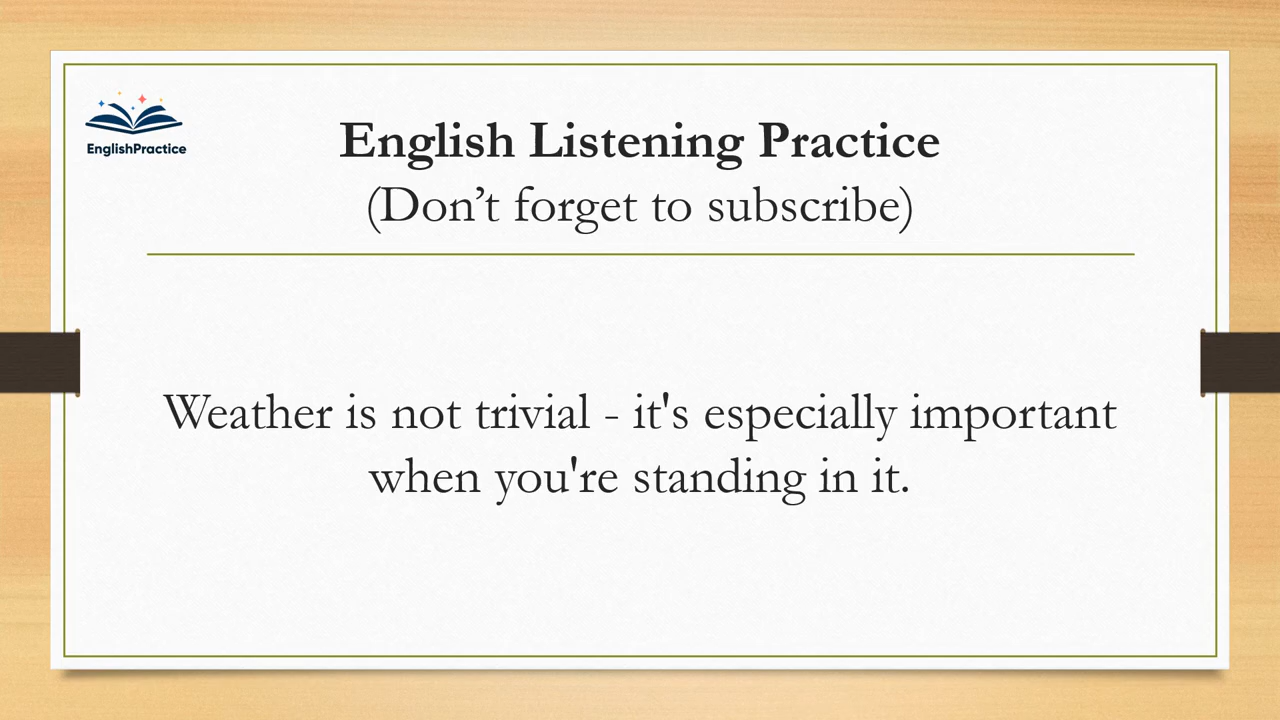 EnglishPractice
English Listening Practice
(Don’t forget to subscribe)
Weather is not trivial - it's especially important
when you're standing in it.